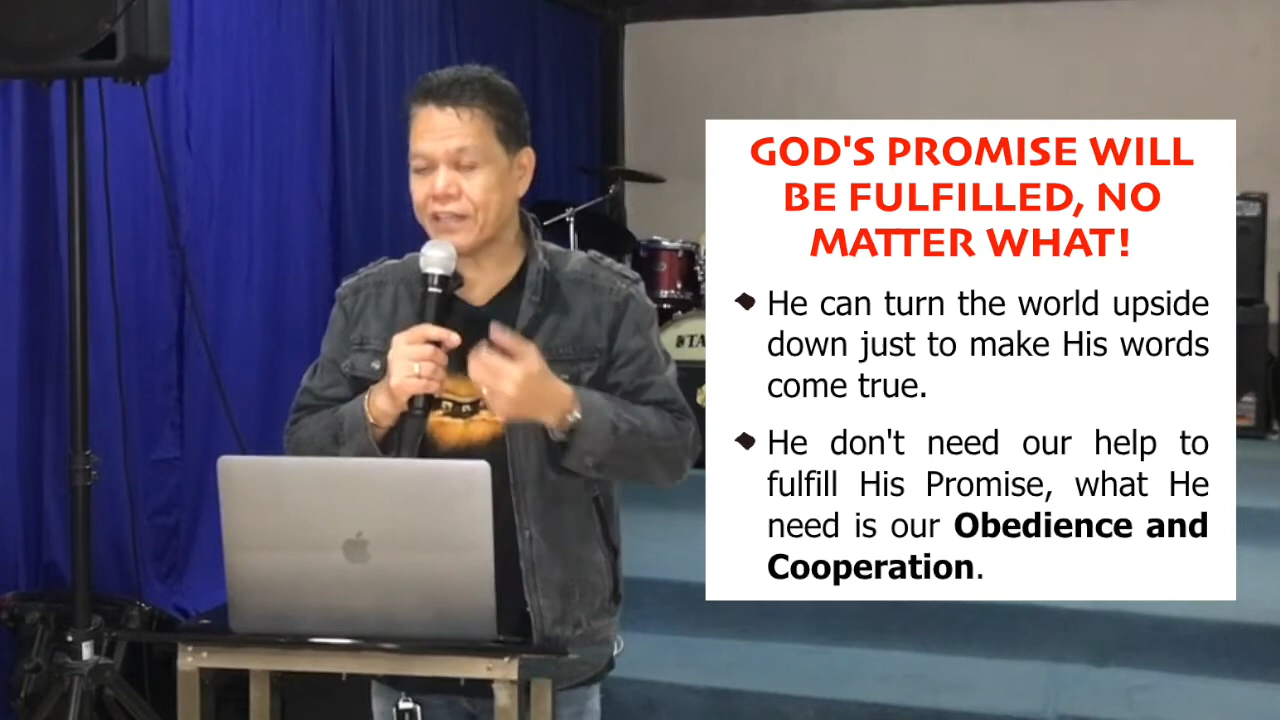 GOD'S PROMISE WILL
BE FULFILLED, NO
MATTER WHAT!
He can turn the world upside
down just to make His words
come true.
He don't need our help to
fulfill His Promise, what He
need is our Obedience and
Cooperation.
TA